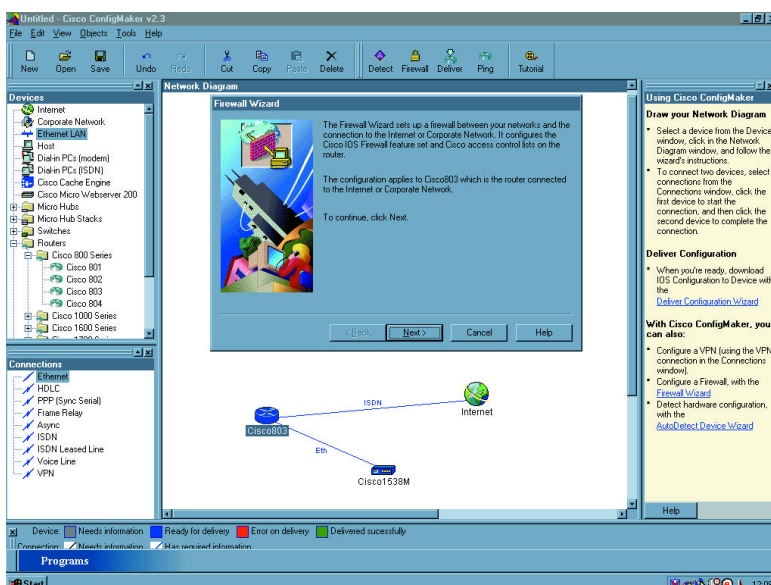 Untitled - Cisco ConfigMaker v2.3
File Edit View Objects Tools Help
New Open Save Undo Redo Cut Copy Paste Delete Detect Firewall Deliver Ping Tutorial
Devices
Internet
Corporate Network
Ethernet LAN
Host
Dial-in PCs (modem)
Dial-in PCs (ISDN)
Cisco Cache Engine
Cisco Micro Webserver 200
Micro Hubs
Micro Hub Stacks
Switches
Routers
Cisco 800 Series
Cisco 801
Cisco 802
Cisco 803
Cisco 804
Cisco 1000 Series
Cisco 1600 Series
Connections
Ethernet
HDLC
PPP (Sync Serial)
Frame Relay
Async
ISDN
ISDN Leased Line
Voice Line
VPN
Network Diagram
Firewall Wizard
The Firewall Wizard sets up a firewall between your networks and the
connection to the Internet or Corporate Network. It configures the
Cisco IOS Firewall feature set and Cisco access control lists on the
router.
The configuration applies to Cisco803 which is the router connected
to the Internet or Corporate Network.
To continue, click Next.
< Back Next > Cancel Help
ISDN
Internet
Cisco803
Eth
Cisco1538M
Using Cisco ConfigMaker
Draw your Network Diagram
* Select a device from the Device
window, click in the Network
Diagram window, and follow the
wizard's instructions.
* To connect two devices, select
connections from the
Connections window, click the
first device to start the
connection, and then click the
second device to complete the
connection.
Deliver Configuration
* When you're ready, download
IOS Configuration to Device with
the
Deliver Configuration Wizard
With Cisco ConfigMaker, you
can also:
* Configure a VPN (using the VPN
connection in the Connections
window).
* Configure a Firewall, with the
Firewall Wizard
* Detect hardware configuration,
with the
AutoDetect Device Wizard
Help
Device: Needs information Ready for delivery Error on delivery Delivered sucessfully
Connection: Needs information Has required information
Programs
Start